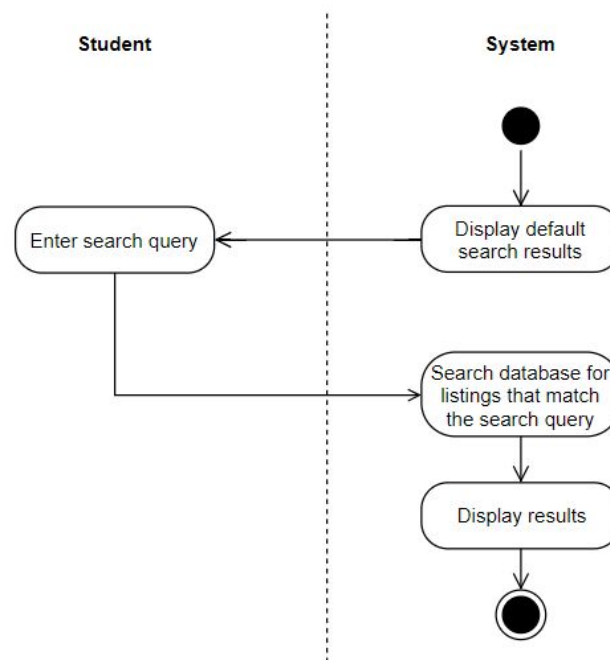 Student
System
Display default
search results
Enter search query
Search database for
listings that match
the search query
Display results